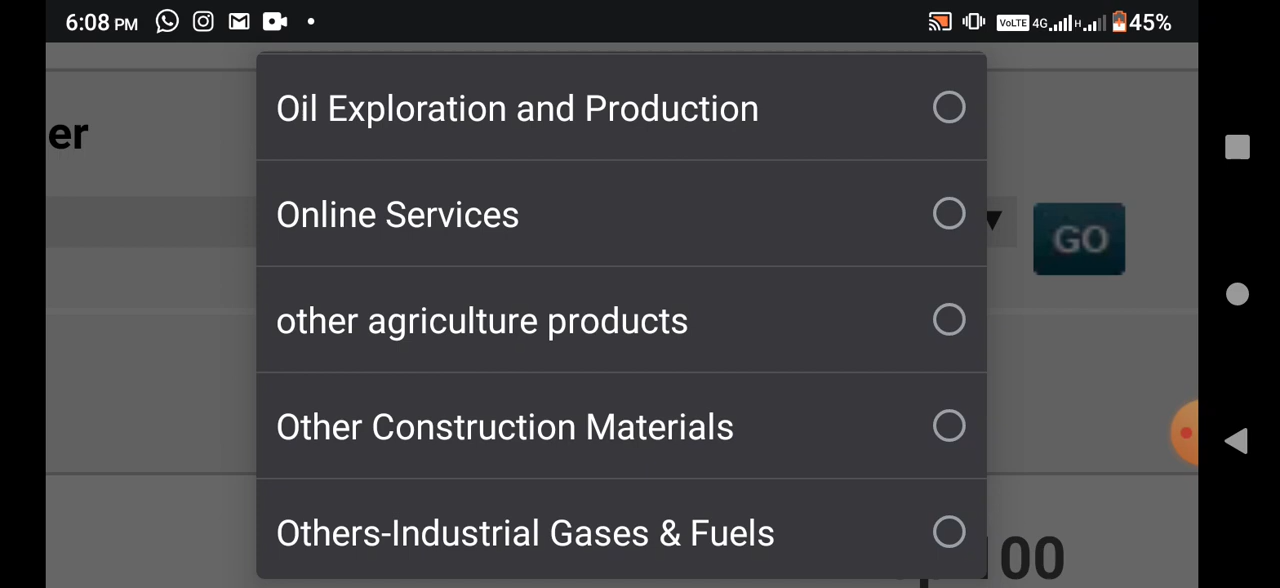 6:08 PM
VoLTE 4G H 45%
Oil Exploration and Production
er
Online Services
GO
other agriculture products
Other Construction Materials
Others-Industrial Gases & Fuels
00